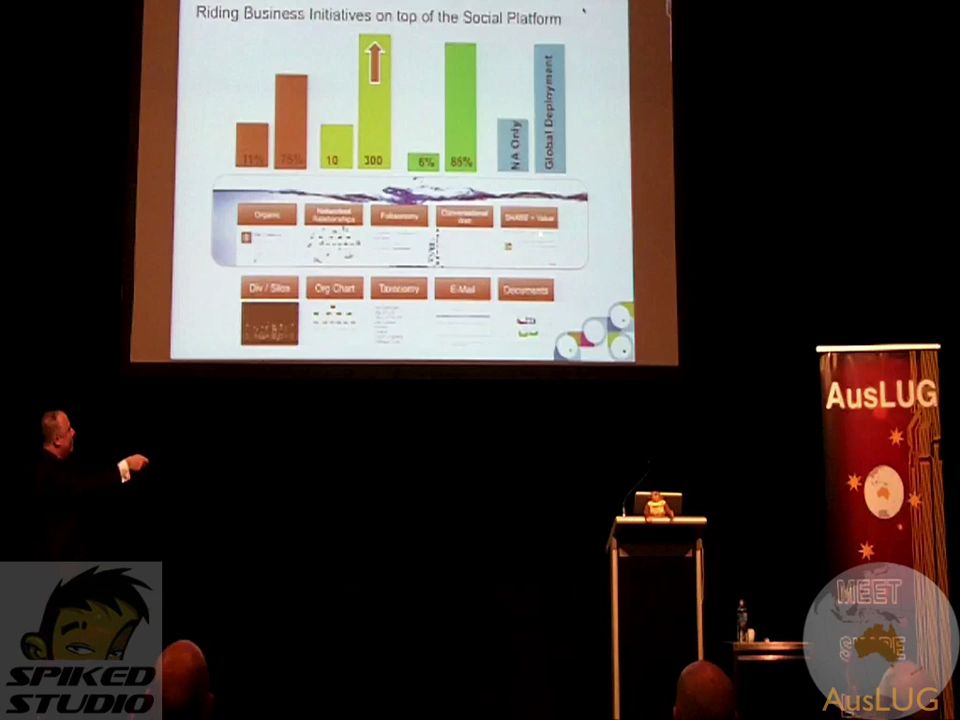 Riding Business Initiatives on top of the Social Platform
11% 75% 10 300 6% 86% NA Only Global Deployment
Organic Networked Relationships Folksonomy Conversational SHARE + Value
Div / Silos Org Chart Taxonomy E-Mail Documents
AusLUG
MEET
SHARE
SPIKED
STUDIO
AusLUG